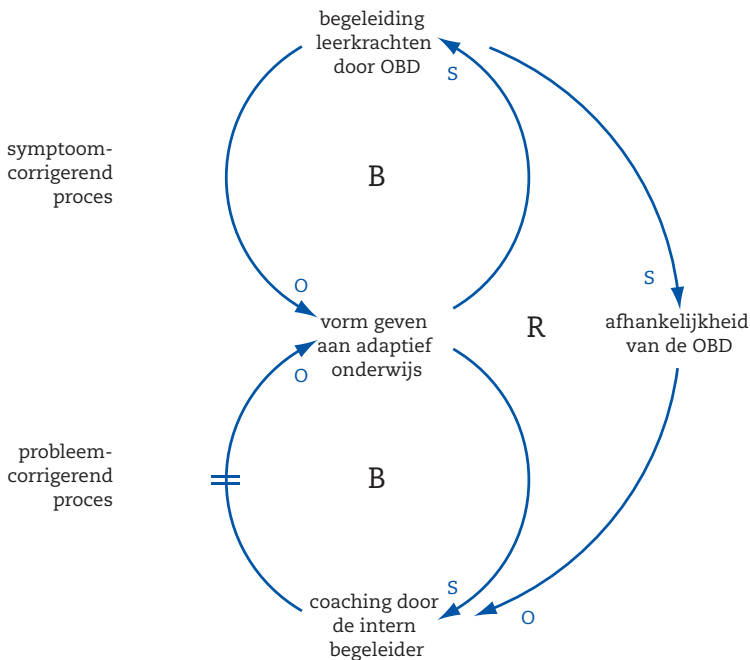 begeleiding
leerkrachten
door OBD
S
symptoom-
corrigerend
proces
B
O
S
vorm geven
aan adaptief
onderwijs
R
afhankelijkheid
van de OBD
O
probleem-
corrigerend
proces
B
S
coaching door
de intern
begeleider
O